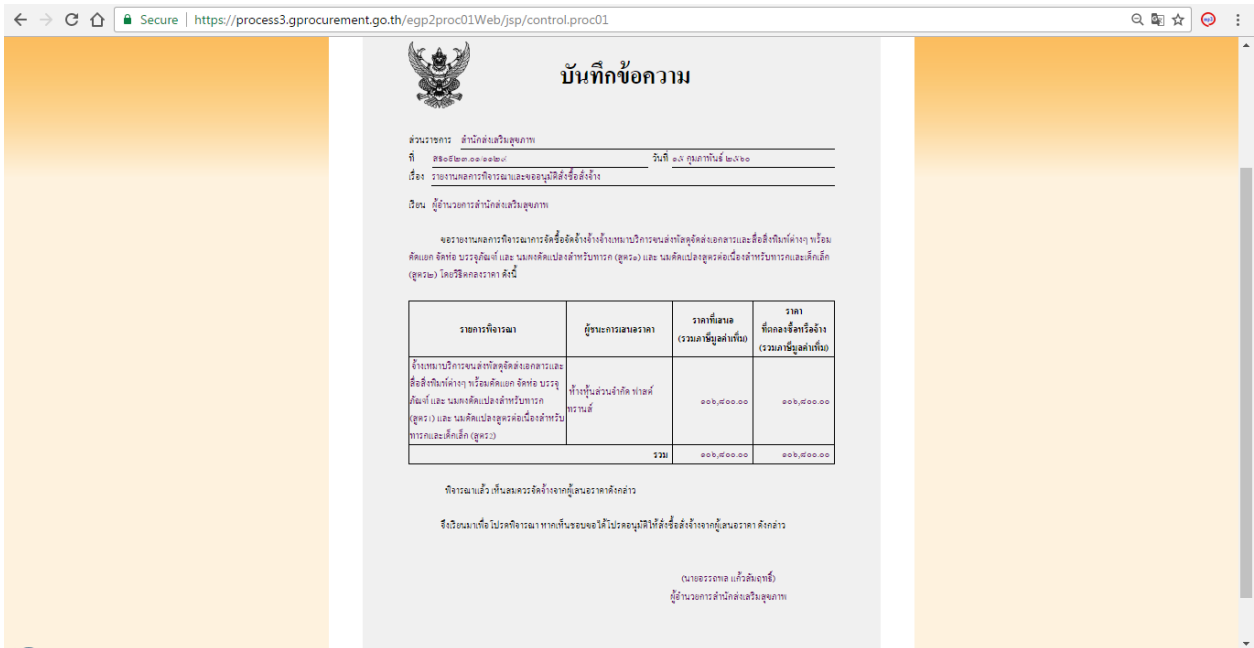 Secure | https://process3.gprocurement.go.th/egp2proc01Web/jsp/control.proc01
บันทึกข้อความ
ส่วนราชการ สำนักส่งเสริมสุขภาพ
ที่ วันที่ ๑๕ กุมภาพันธ์ ๒๕๖๐
เรื่อง รายงานผลการพิจารณาและขออนุมัติสั่งซื้อสั่งจ้าง
เรียน ผู้อำนวยการสำนักส่งเสริมสุขภาพ
ขอรายงานผลการพิจารณาการจัดซื้อจัดจ้างจ้างจ้างเหมาบริการขนส่งพัสดุจัดส่งเอกสารและสื่อสิ่งพิมพ์ต่างๆ พร้อม
คัดแยก จัดห่อ บรรจุภัณฑ์ และ นมผงดัดแปลงสำหรับทารก (สูตร๑) และ นมดัดแปลงสูตรต่อเนื่องสำหรับทารกและเด็กเล็ก
(สูตร๒) โดยวิธีตกลงราคา ดังนี้
รายการพิจารณา
ผู้ชนะการเสนอราคา
ราคาที่เสนอ
(รวมภาษีมูลค่าเพิ่ม)
ราคา
ที่ตกลงซื้อหรือจ้าง
(รวมภาษีมูลค่าเพิ่ม)
จ้างเหมาบริการขนส่งพัสดุจัดส่งเอกสารและ
สื่อสิ่งพิมพ์ต่างๆ พร้อมคัดแยก จัดห่อ บรรจุ
ภัณฑ์ และ นมผงดัดแปลงสำหรับทารก
(สูตร1) และ นมดัดแปลงสูตรต่อเนื่องสำหรับ
ทารกและเด็กเล็ก (สูตร2)
ห้างหุ้นส่วนจำกัด ฟาสต์
ทรานส์
๑๐๖,๘๐๐.๐๐
๑๐๖,๘๐๐.๐๐
รวม
๑๐๖,๘๐๐.๐๐
๑๐๖,๘๐๐.๐๐
พิจารณาแล้ว เห็นสมควรจัดจ้างจากผู้เสนอราคาดังกล่าว
จึงเรียนมาเพื่อโปรดพิจารณา หากเห็นชอบขอได้โปรดอนุมัติให้สั่งซื้อสั่งจ้างจากผู้เสนอราคา ดังกล่าว
(นายอรรถพล แก้วสัมฤทธิ์)
ผู้อำนวยการสำนักส่งเสริมสุขภาพ